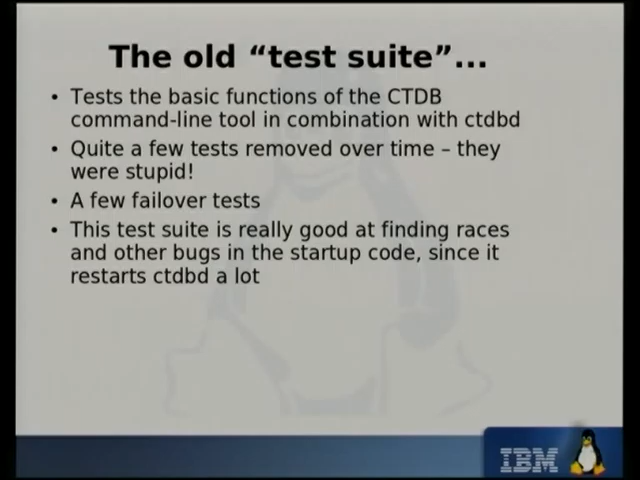 The old “test suite”...
• Tests the basic functions of the CTDB
command-line tool in combination with ctdbd
• Quite a few tests removed over time – they
were stupid!
• A few failover tests
• This test suite is really good at finding races
and other bugs in the startup code, since it
restarts ctdbd a lot
IBM